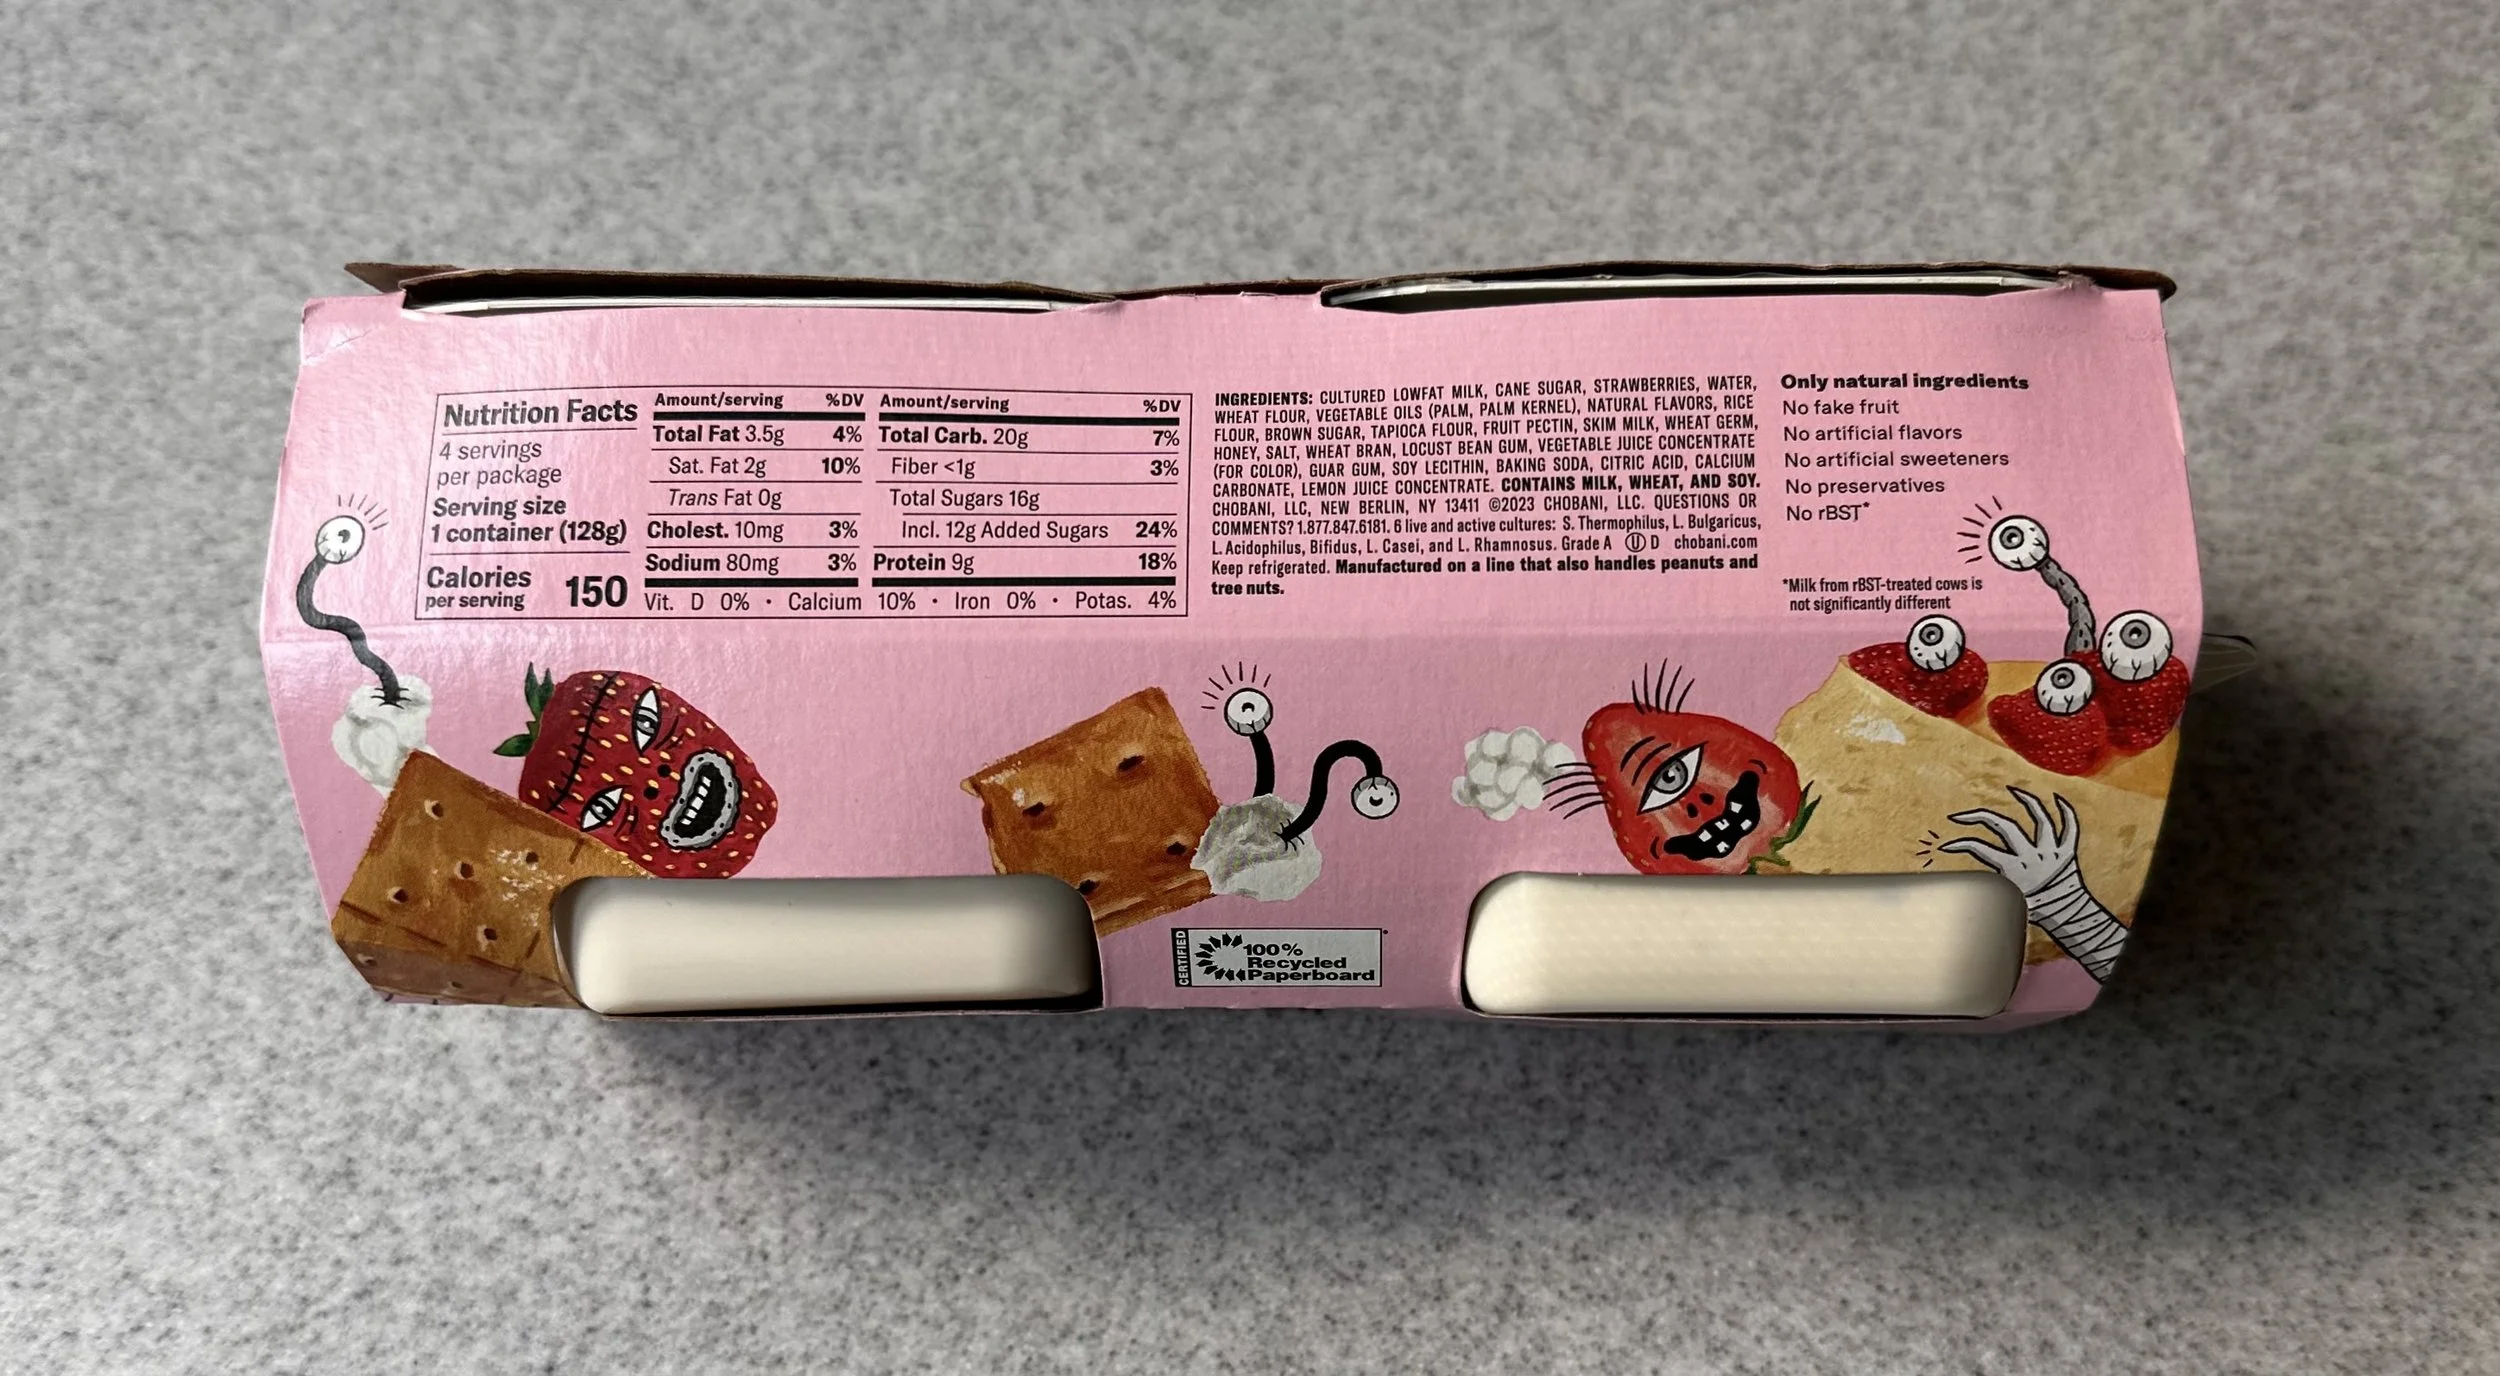 Nutrition Facts
4 servings
per package
Serving size
1 container (128g)
Calories
per serving 150
Amount/serving %DV
Total Fat 3.5g 4%
Sat. Fat 2g 10%
Trans Fat 0g
Cholest. 10mg 3%
Sodium 80mg 3%
Amount/serving %DV
Total Carb. 20g 7%
Fiber <1g 3%
Total Sugars 16g
Incl. 12g Added Sugars 24%
Protein 9g 18%
Vit. D 0% • Calcium 10% • Iron 0% • Potas. 4%
INGREDIENTS: CULTURED LOWFAT MILK, CANE SUGAR, STRAWBERRIES, WATER,
WHEAT FLOUR, VEGETABLE OILS (PALM, PALM KERNEL), NATURAL FLAVORS, RICE
FLOUR, BROWN SUGAR, TAPIOCA FLOUR, FRUIT PECTIN, SKIM MILK, WHEAT GERM,
HONEY, SALT, WHEAT BRAN, LOCUST BEAN GUM, VEGETABLE JUICE CONCENTRATE
(FOR COLOR), GUAR GUM, SOY LECITHIN, BAKING SODA, CITRIC ACID, CALCIUM
CARBONATE, LEMON JUICE CONCENTRATE. CONTAINS MILK, WHEAT, AND SOY.
CHOBANI, LLC, NEW BERLIN, NY 13411 ©2023 CHOBANI, LLC. QUESTIONS OR
COMMENTS? 1.877.847.6181. 6 live and active cultures: S. Thermophilus, L. Bulgaricus,
L. Acidophilus, Bifidus, L. Casei, and L. Rhamnosus. Grade A Ⓤ D chobani.com
Keep refrigerated. Manufactured on a line that also handles peanuts and
tree nuts.
Only natural ingredients
No fake fruit
No artificial flavors
No artificial sweeteners
No preservatives
No rBST*
*Milk from rBST-treated cows is
not significantly different
CERTIFIED
100%
Recycled
Paperboard